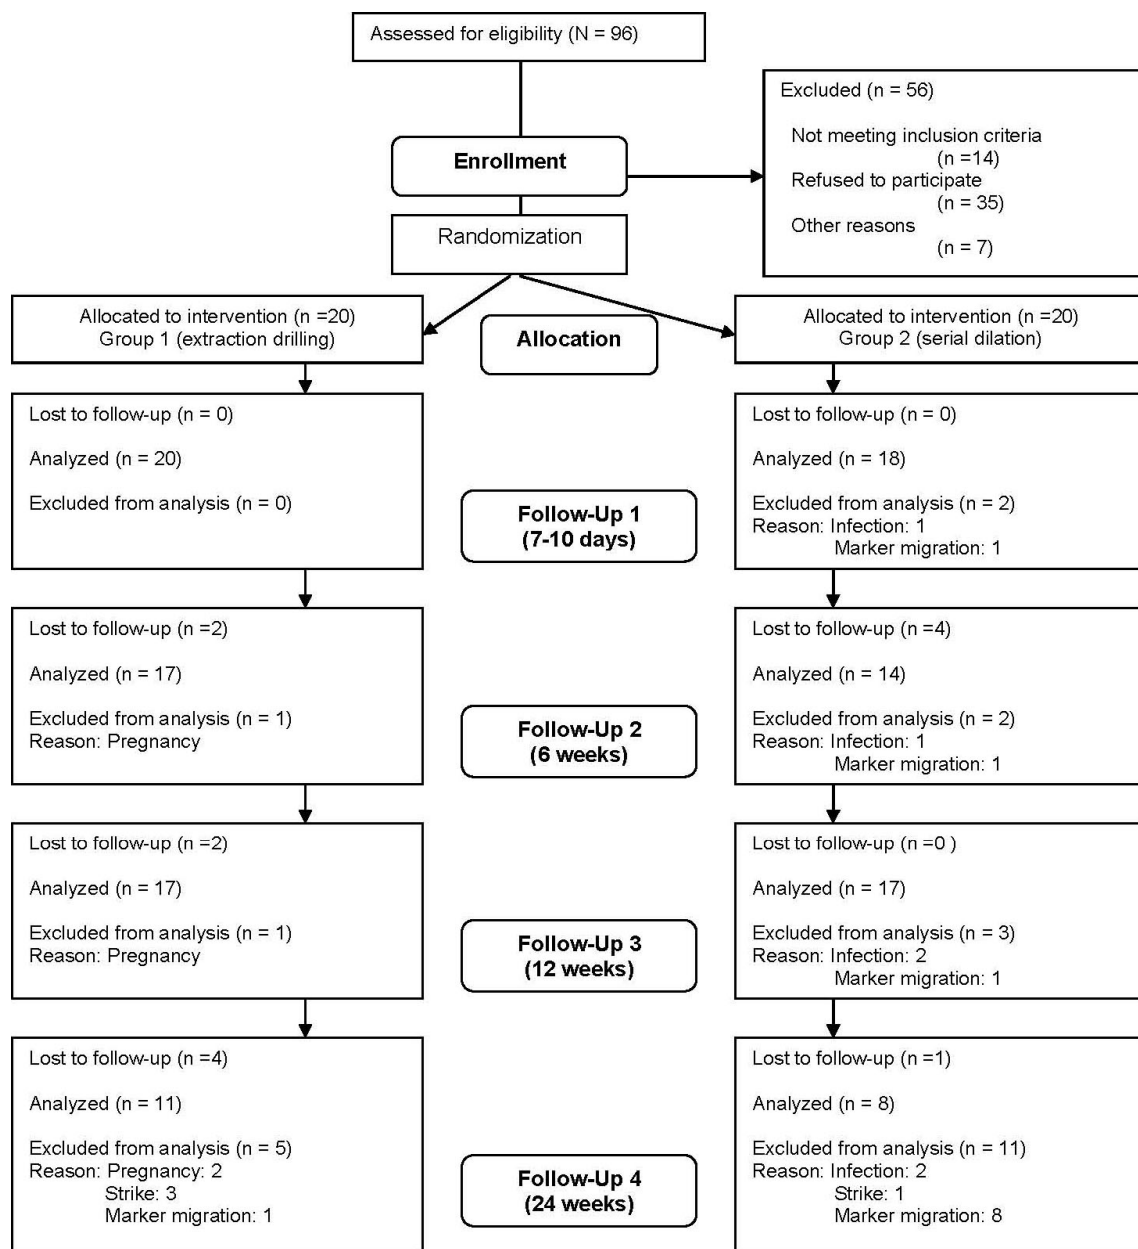 Assessed for eligibility (N = 96)
Excluded (n = 56)
Not meeting inclusion criteria
(n =14)
Refused to participate
(n = 35)
Other reasons
(n = 7)
Enrollment
Randomization
Allocated to intervention (n =20)
Group 1 (extraction drilling)
Allocation
Allocated to intervention (n =20)
Group 2 (serial dilation)
Lost to follow-up (n = 0)
Analyzed (n = 20)
Excluded from analysis (n = 0)
Follow-Up 1
(7-10 days)
Lost to follow-up (n = 0)
Analyzed (n = 18)
Excluded from analysis (n = 2)
Reason: Infection: 1
Marker migration: 1
Lost to follow-up (n =2)
Analyzed (n = 17)
Excluded from analysis (n = 1)
Reason: Pregnancy
Follow-Up 2
(6 weeks)
Lost to follow-up (n =4)
Analyzed (n = 14)
Excluded from analysis (n = 2)
Reason: Infection: 1
Marker migration: 1
Lost to follow-up (n =2)
Analyzed (n = 17)
Excluded from analysis (n = 1)
Reason: Pregnancy
Follow-Up 3
(12 weeks)
Lost to follow-up (n =0 )
Analyzed (n = 17)
Excluded from analysis (n = 3)
Reason: Infection: 2
Marker migration: 1
Lost to follow-up (n =4)
Analyzed (n = 11)
Excluded from analysis (n = 5)
Reason: Pregnancy: 2
Strike: 3
Marker migration: 1
Follow-Up 4
(24 weeks)
Lost to follow-up (n =1)
Analyzed (n = 8)
Excluded from analysis (n = 11)
Reason: Infection: 2
Strike: 1
Marker migration: 8